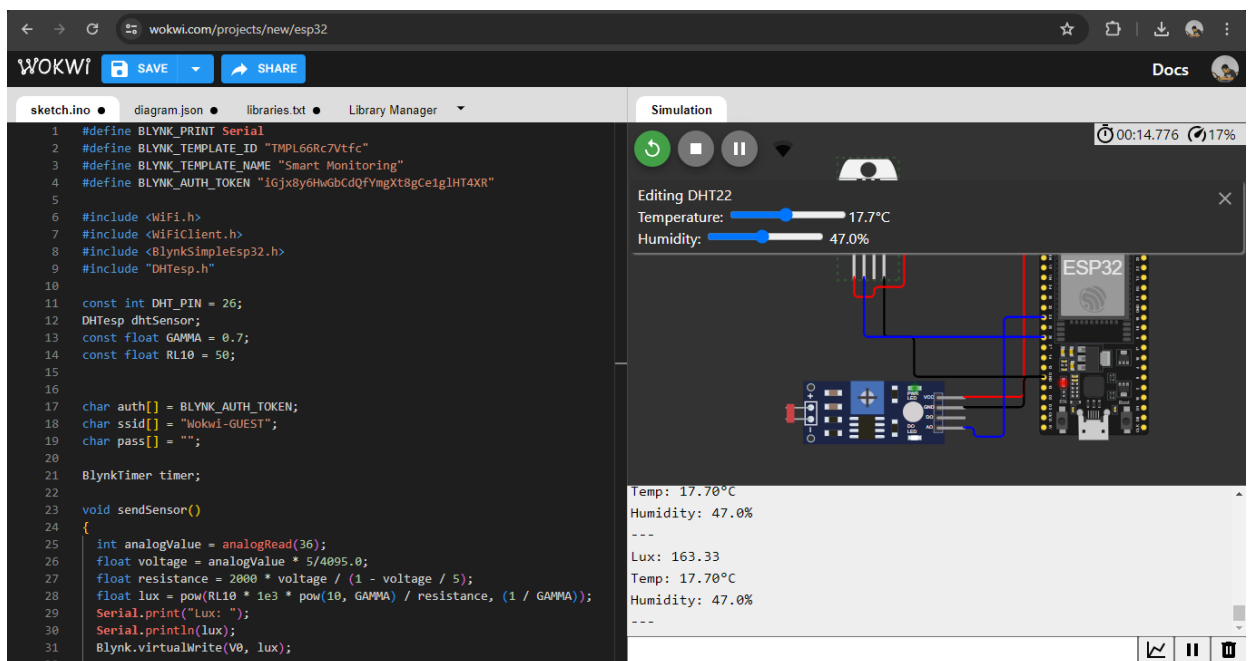 wokwi.com/projects/new/esp32
WOKWI SAVE SHARE Docs
sketch.ino diagram.json libraries.txt Library Manager
1 #define BLYNK_PRINT Serial
2 #define BLYNK_TEMPLATE_ID "TMPL66Rc7Vtfc"
3 #define BLYNK_TEMPLATE_NAME "Smart Monitoring"
4 #define BLYNK_AUTH_TOKEN "iGjx8y6HwGbCdQfYmgXt8gCe1glHT4XR"
5
6 #include <WiFi.h>
7 #include <WiFiClient.h>
8 #include <BlynkSimpleEsp32.h>
9 #include "DHTesp.h"
10
11 const int DHT_PIN = 26;
12 DHTesp dhtSensor;
13 const float GAMMA = 0.7;
14 const float RL10 = 50;
15
16
17 char auth[] = BLYNK_AUTH_TOKEN;
18 char ssid[] = "Wokwi-GUEST";
19 char pass[] = "";
20
21 BlynkTimer timer;
22
23 void sendSensor()
24 {
25 int analogValue = analogRead(36);
26 float voltage = analogValue * 5/4095.0;
27 float resistance = 2000 * voltage / (1 - voltage / 5);
28 float lux = pow(RL10 * 1e3 * pow(10, GAMMA) / resistance, (1 / GAMMA));
29 Serial.print("Lux: ");
30 Serial.println(lux);
31 Blynk.virtualWrite(V0, lux);
Simulation
00:14.776 17%
Editing DHT22
Temperature: 17.7°C
Humidity: 47.0%
ESP32
PWR
LED
VCC
GND
DO
DO
LED
AO
Temp: 17.70°C
Humidity: 47.0%
---
Lux: 163.33
Temp: 17.70°C
Humidity: 47.0%
---